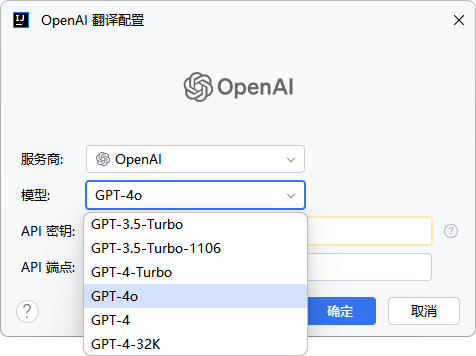 OpenAI 翻译配置
OpenAI
服务商: OpenAI
模型: GPT-4o
API 密钥:
GPT-3.5-Turbo
GPT-3.5-Turbo-1106
API 端点:
GPT-4-Turbo
GPT-4o
GPT-4
GPT-4-32K
? 确定 取消